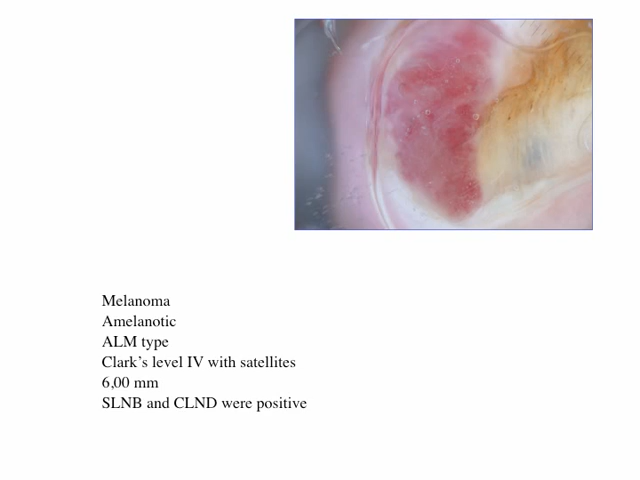 Melanoma
Amelanotic
ALM type
Clark’s level IV with satellites
6,00 mm
SLNB and CLND were positive